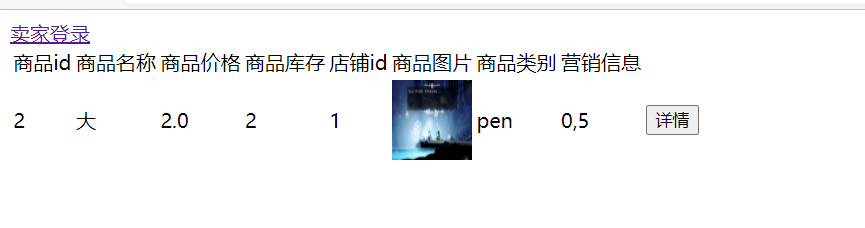 卖家登录
商品id 商品名称 商品价格 商品库存 店铺id 商品图片 商品类别 营销信息
2 大 2.0 2 1 pen 0,5 详情